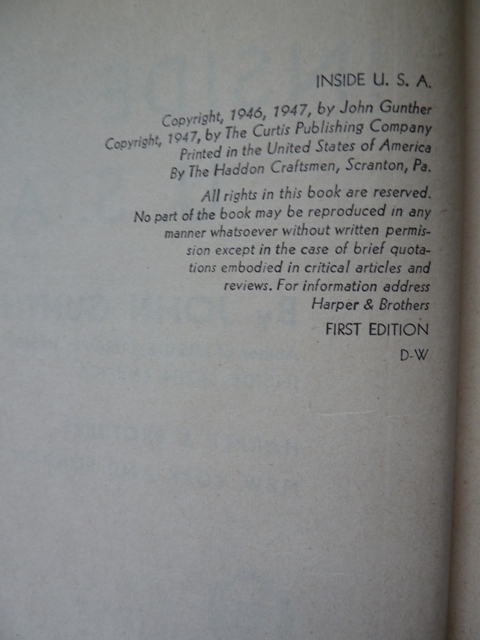 INSIDE U. S. A.
Copyright, 1946, 1947, by John Gunther
Copyright, 1947, by The Curtis Publishing Company
Printed in the United States of America
By The Haddon Craftsmen, Scranton, Pa.
All rights in this book are reserved.
No part of the book may be reproduced in any
manner whatsoever without written permis-
sion except in the case of brief quota-
tions embodied in critical articles and
reviews. For information address
Harper & Brothers
FIRST EDITION
D-W